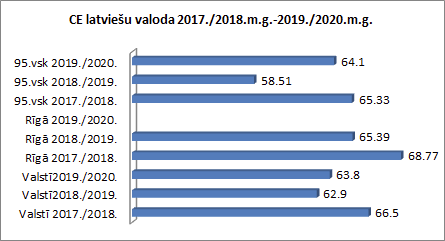 CE latviešu valoda 2017./2018.m.g.-2019./2020.m.g.
95.vsk 2019./2020. 64.1
95.vsk 2018./2019. 58.51
95.vsk 2017./2018. 65.33
Rīgā 2019./2020.
Rīgā 2018./2019. 65.39
Rīgā 2017./2018. 68.77
Valstī2019./2020. 63.8
Valstī2018./2019. 62.9
Valstī 2017./2018. 66.5